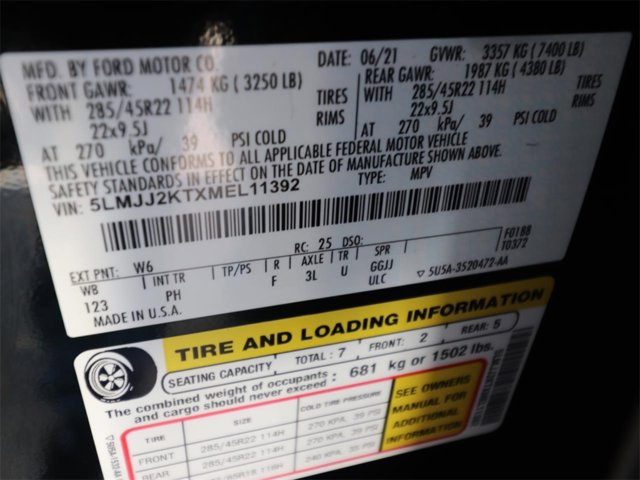 MFD. BY FORD MOTOR CO. DATE: 06/21 GVWR: 3357 KG (7400 LB)
FRONT GAWR: 1474 KG (3250 LB) REAR GAWR: 1987 KG (4380 LB)
WITH 285/45R22 114H TIRES WITH 285/45R22 114H TIRES
22x9.5J RIMS 22x9.5J RIMS
AT 270 kPa/ 39 PSI COLD AT 270 kPa/ 39 PSI COLD
THIS VEHICLE CONFORMS TO ALL APPLICABLE FEDERAL MOTOR VEHICLE
SAFETY STANDARDS IN EFFECT ON THE DATE OF MANUFACTURE SHOWN ABOVE
VIN: 5LMJJ2KTXMEL11392 TYPE: MPV
F0188
T0372
EXT PNT: W6 RC: 25 DSO:
WB INT TR TP/PS R AXLE TR SPR
123 PH F 3L U GGJJ
ULC ▽ 5U5A-3520472-AA
MADE IN U.S.A.
TIRE AND LOADING INFORMATION
SEATING CAPACITY TOTAL: 7 FRONT: 2 REAR: 5
The combined weight of occupants and cargo should never exceed: 681 kg or 1502 lbs.
TIRE SIZE COLD TIRE PRESSURE
FRONT 285/45R22 114H 270 KPA, 39 PSI
REAR 285/45R22 114H 270 KPA, 39 PSI
240 KPA, 35 PSI
SEE OWNERS
MANUAL FOR
ADDITIONAL
INFORMATION